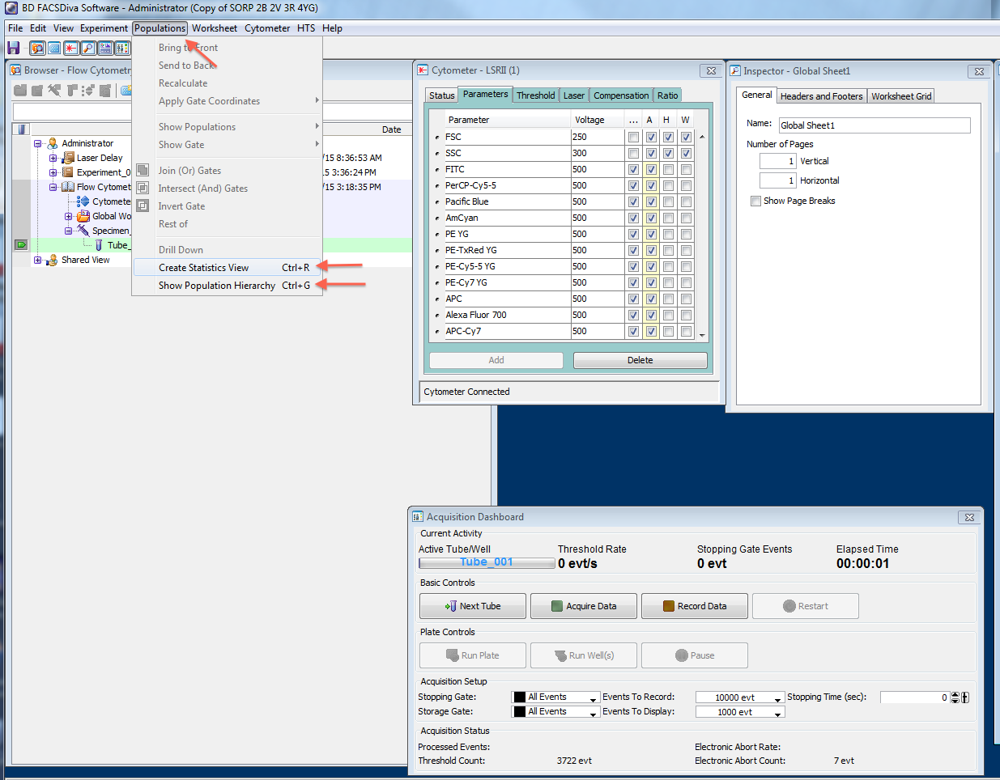 BD FACSDiva Software - Administrator (Copy of SORP 2B 2V 3R 4YG)
File Edit View Experiment Populations Worksheet Cytometer HTS Help
Browser - Flow Cytometry
Date
Administrator
Laser Delay /15 8:36:53 AM
Experiment_0 15 3:36:24 PM
Flow Cytomet /15 3:18:35 PM
Cytomete
Global Wo
Specimen_
Tube_
Shared View
Bring to Front
Send to Back
Recalculate
Apply Gate Coordinates
Show Populations
Show Gate
Join (Or) Gates
Intersect (And) Gates
Invert Gate
Rest of
Drill Down
Create Statistics View Ctrl+R
Show Population Hierarchy Ctrl+G
Cytometer - LSRII (1)
Status Parameters Threshold Laser Compensation Ratio
Parameter Voltage ... A H W
FSC 250
SSC 300
FITC 500
PerCP-Cy5-5 500
Pacific Blue 500
AmCyan 500
PE YG 500
PE-TxRed YG 500
PE-Cy5-5 YG 500
PE-Cy7 YG 500
APC 500
Alexa Fluor 700 500
APC-Cy7 500
Add Delete
Cytometer Connected
Inspector - Global Sheet1
General Headers and Footers Worksheet Grid
Name: Global Sheet1
Number of Pages
1 Vertical
1 Horizontal
Show Page Breaks
Acquisition Dashboard
Current Activity
Active Tube/Well Threshold Rate Stopping Gate Events Elapsed Time
Tube_001 0 evt/s 0 evt 00:00:01
Basic Controls
Next Tube Acquire Data Record Data Restart
Plate Controls
Run Plate Run Well(s) Pause
Acquisition Setup
Stopping Gate: All Events Events To Record: 10000 evt Stopping Time (sec): 0
Storage Gate: All Events Events To Display: 1000 evt
Acquisition Status
Processed Events: Electronic Abort Rate:
Threshold Count: 3722 evt Electronic Abort Count: 7 evt